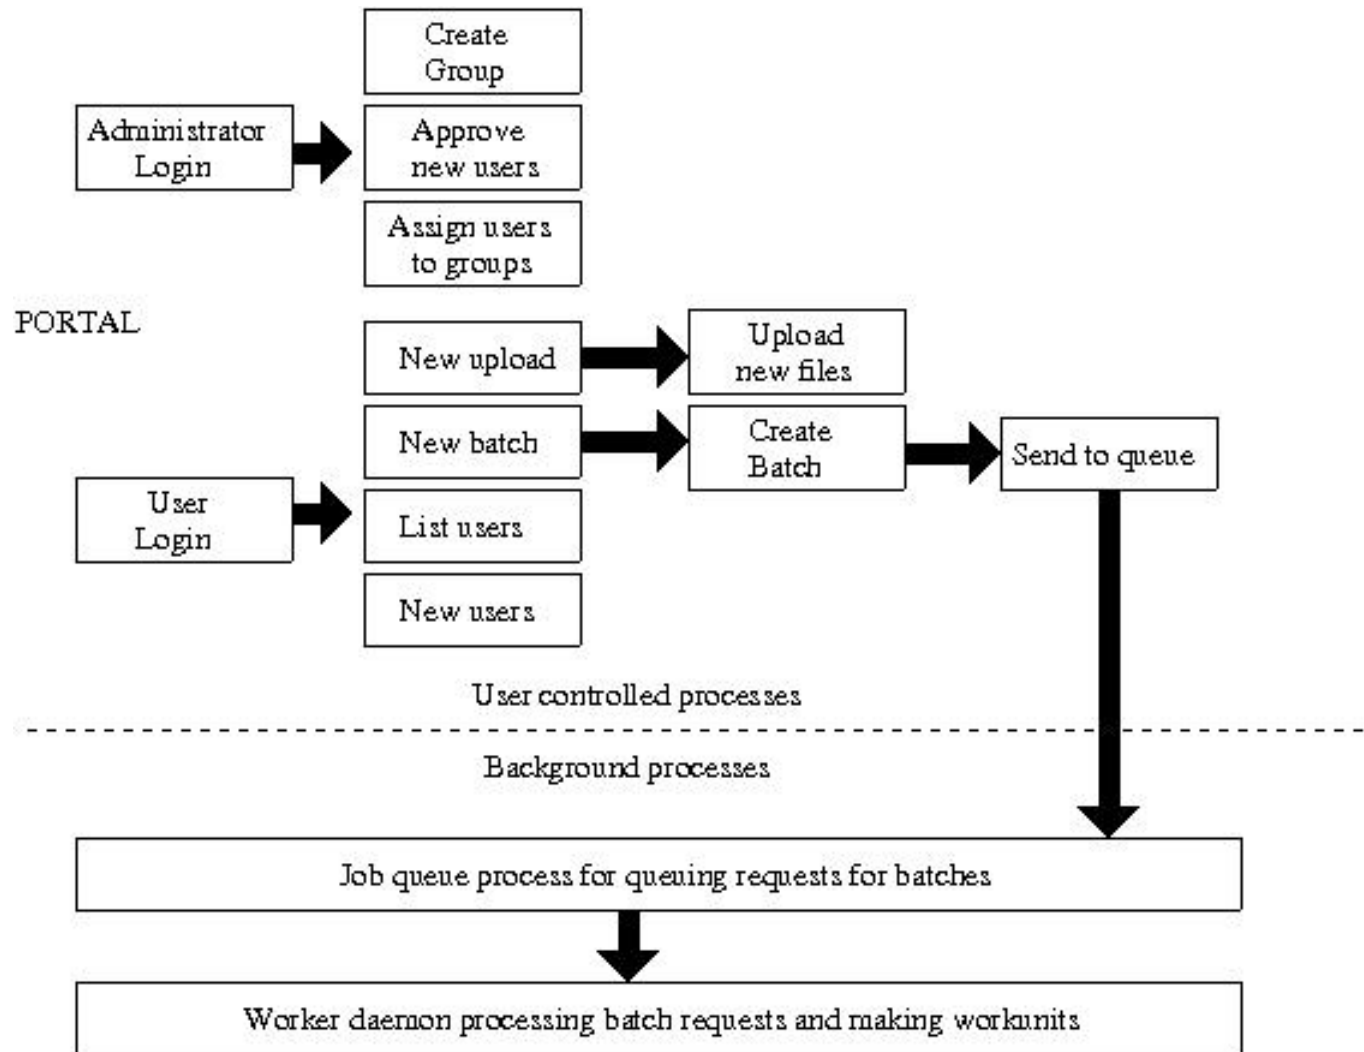 Create
Group
Administrator
Login
Approve
new users
Assign users
to groups
PORTAL
New upload
Upload
new files
New batch
Create
Batch
Send to queue
User
Login
List users
New users
User controlled processes
Background processes
Job queue process for queuing requests for batches
Worker daemon processing batch requests and making workunits